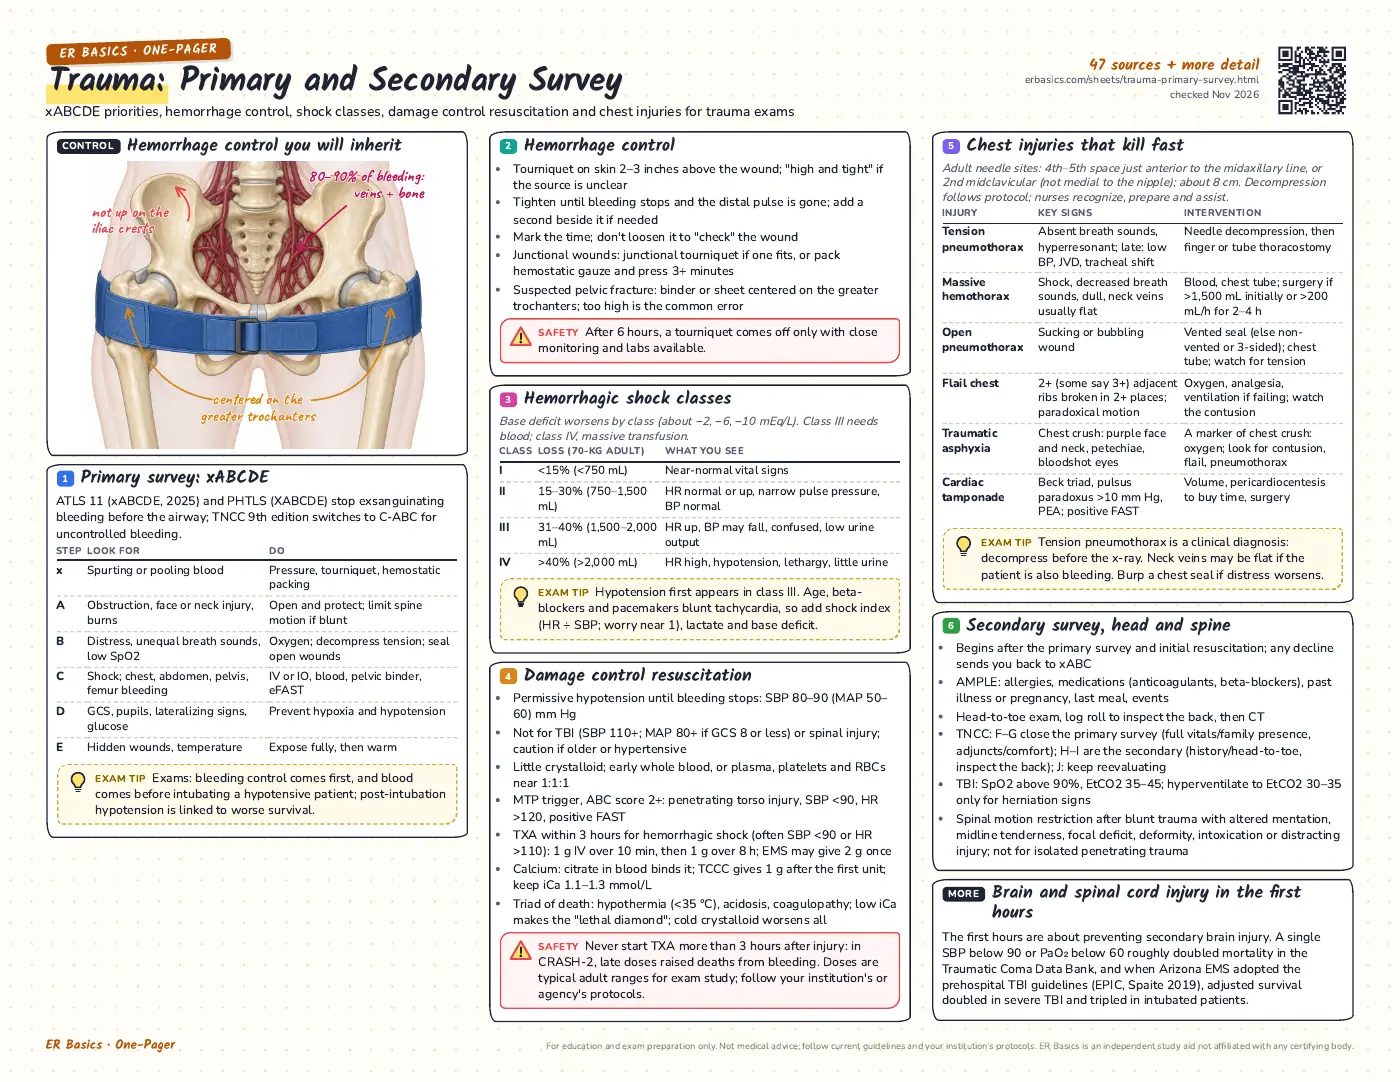 ER BASICS · ONE-PAGER
Trauma: Primary and Secondary Survey
xABCDE priorities, hemorrhage control, shock classes, damage control resuscitation and chest injuries for trauma exams
47 sources + more detail
erbasics.com/sheets/trauma-primary-survey.html
checked Nov 2026
CONTROL Hemorrhage control you will inherit
80–90% of bleeding:
veins + bone
not up on the
iliac crests
centered on the
greater trochanters
1 Primary survey: xABCDE
ATLS 11 (xABCDE, 2025) and PHTLS (XABCDE) stop exsanguinating
bleeding before the airway; TNCC 9th edition switches to C-ABC for
uncontrolled bleeding.
STEP LOOK FOR DO
x Spurting or pooling blood Pressure, tourniquet, hemostatic
packing
A Obstruction, face or neck injury, Open and protect; limit spine
burns motion if blunt
B Distress, unequal breath sounds, Oxygen; decompress tension; seal
low SpO2 open wounds
C Shock; chest, abdomen, pelvis, IV or IO, blood, pelvic binder,
femur bleeding eFAST
D GCS, pupils, lateralizing signs, Prevent hypoxia and hypotension
glucose
E Hidden wounds, temperature Expose fully, then warm
EXAM TIP Exams: bleeding control comes first, and blood
comes before intubating a hypotensive patient; post-intubation
hypotension is linked to worse survival.
2 Hemorrhage control
• Tourniquet on skin 2–3 inches above the wound; "high and tight" if
the source is unclear
• Tighten until bleeding stops and the distal pulse is gone; add a
second beside it if needed
• Mark the time; don't loosen it to "check" the wound
• Junctional wounds: junctional tourniquet if one fits, or pack
hemostatic gauze and press 3+ minutes
• Suspected pelvic fracture: binder or sheet centered on the greater
trochanters; too high is the common error
SAFETY After 6 hours, a tourniquet comes off only with close
monitoring and labs available.
3 Hemorrhagic shock classes
Base deficit worsens by class (about −2, −6, −10 mEq/L). Class III needs
blood; class IV, massive transfusion.
CLASS LOSS (70-KG ADULT) WHAT YOU SEE
I <15% (<750 mL) Near-normal vital signs
II 15–30% (750–1,500 HR normal or up, narrow pulse pressure,
mL) BP normal
III 31–40% (1,500–2,000 HR up, BP may fall, confused, low urine
mL) output
IV >40% (>2,000 mL) HR high, hypotension, lethargy, little urine
EXAM TIP Hypotension first appears in class III. Age, beta-
blockers and pacemakers blunt tachycardia, so add shock index
(HR ÷ SBP; worry near 1), lactate and base deficit.
4 Damage control resuscitation
• Permissive hypotension until bleeding stops: SBP 80–90 (MAP 50–
60) mm Hg
• Not for TBI (SBP 110+; MAP 80+ if GCS 8 or less) or spinal injury;
caution if older or hypertensive
• Little crystalloid; early whole blood, or plasma, platelets and RBCs
near 1:1:1
• MTP trigger, ABC score 2+: penetrating torso injury, SBP <90, HR
>120, positive FAST
• TXA within 3 hours for hemorrhagic shock (often SBP <90 or HR
>110): 1 g IV over 10 min, then 1 g over 8 h; EMS may give 2 g once
• Calcium: citrate in blood binds it; TCCC gives 1 g after the first unit;
keep iCa 1.1–1.3 mmol/L
• Triad of death: hypothermia (<35 °C), acidosis, coagulopathy; low iCa
makes the "lethal diamond"; cold crystalloid worsens all
SAFETY Never start TXA more than 3 hours after injury: in
CRASH-2, late doses raised deaths from bleeding. Doses are
typical adult ranges for exam study; follow your institution's or
agency's protocols.
5 Chest injuries that kill fast
Adult needle sites: 4th–5th space just anterior to the midaxillary line, or
2nd midclavicular (not medial to the nipple); about 8 cm. Decompression
follows protocol; nurses recognize, prepare and assist.
INJURY KEY SIGNS INTERVENTION
Tension Absent breath sounds, Needle decompression, then
pneumothorax hyperresonant; late: low finger or tube thoracostomy
BP, JVD, tracheal shift
Massive Shock, decreased breath Blood, chest tube; surgery if
hemothorax sounds, dull, neck veins >1,500 mL initially or >200
usually flat mL/h for 2–4 h
Open Sucking or bubbling Vented seal (else non-
pneumothorax wound vented or 3-sided); chest
tube; watch for tension
Flail chest 2+ (some say 3+) adjacent Oxygen, analgesia,
ribs broken in 2+ places; ventilation if failing; watch
paradoxical motion the contusion
Traumatic Chest crush: purple face A marker of chest crush:
asphyxia and neck, petechiae, oxygen; look for contusion,
bloodshot eyes flail, pneumothorax
Cardiac Beck triad, pulsus Volume, pericardiocentesis
tamponade paradoxus >10 mm Hg, to buy time, surgery
PEA; positive FAST
EXAM TIP Tension pneumothorax is a clinical diagnosis:
decompress before the x-ray. Neck veins may be flat if the
patient is also bleeding. Burp a chest seal if distress worsens.
6 Secondary survey, head and spine
• Begins after the primary survey and initial resuscitation; any decline
sends you back to xABC
• AMPLE: allergies, medications (anticoagulants, beta-blockers), past
illness or pregnancy, last meal, events
• Head-to-toe exam, log roll to inspect the back, then CT
• TNCC: F–G close the primary survey (full vitals/family presence,
adjuncts/comfort); H–I are the secondary (history/head-to-toe,
inspect the back); J: keep reevaluating
• TBI: SpO2 above 90%, EtCO2 35–45; hyperventilate to EtCO2 30–35
only for herniation signs
• Spinal motion restriction after blunt trauma with altered mentation,
midline tenderness, focal deficit, deformity, intoxication or distracting
injury; not for isolated penetrating trauma
MORE Brain and spinal cord injury in the first
hours
The first hours are about preventing secondary brain injury. A single
SBP below 90 or PaO₂ below 60 roughly doubled mortality in the
Traumatic Coma Data Bank, and when Arizona EMS adopted the
prehospital TBI guidelines (EPIC, Spaite 2019), adjusted survival
doubled in severe TBI and tripled in intubated patients.
ER Basics · One-Pager
For education and exam preparation only. Not medical advice; follow current guidelines and your institution's protocols. ER Basics is an independent study aid not affiliated with any certifying body.